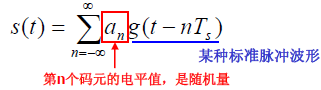 s(t) = ∑_{n=-∞}^{∞} a_n g(t - nT_s)
某种标准脉冲波形
第n个码元的电平值，是随机量